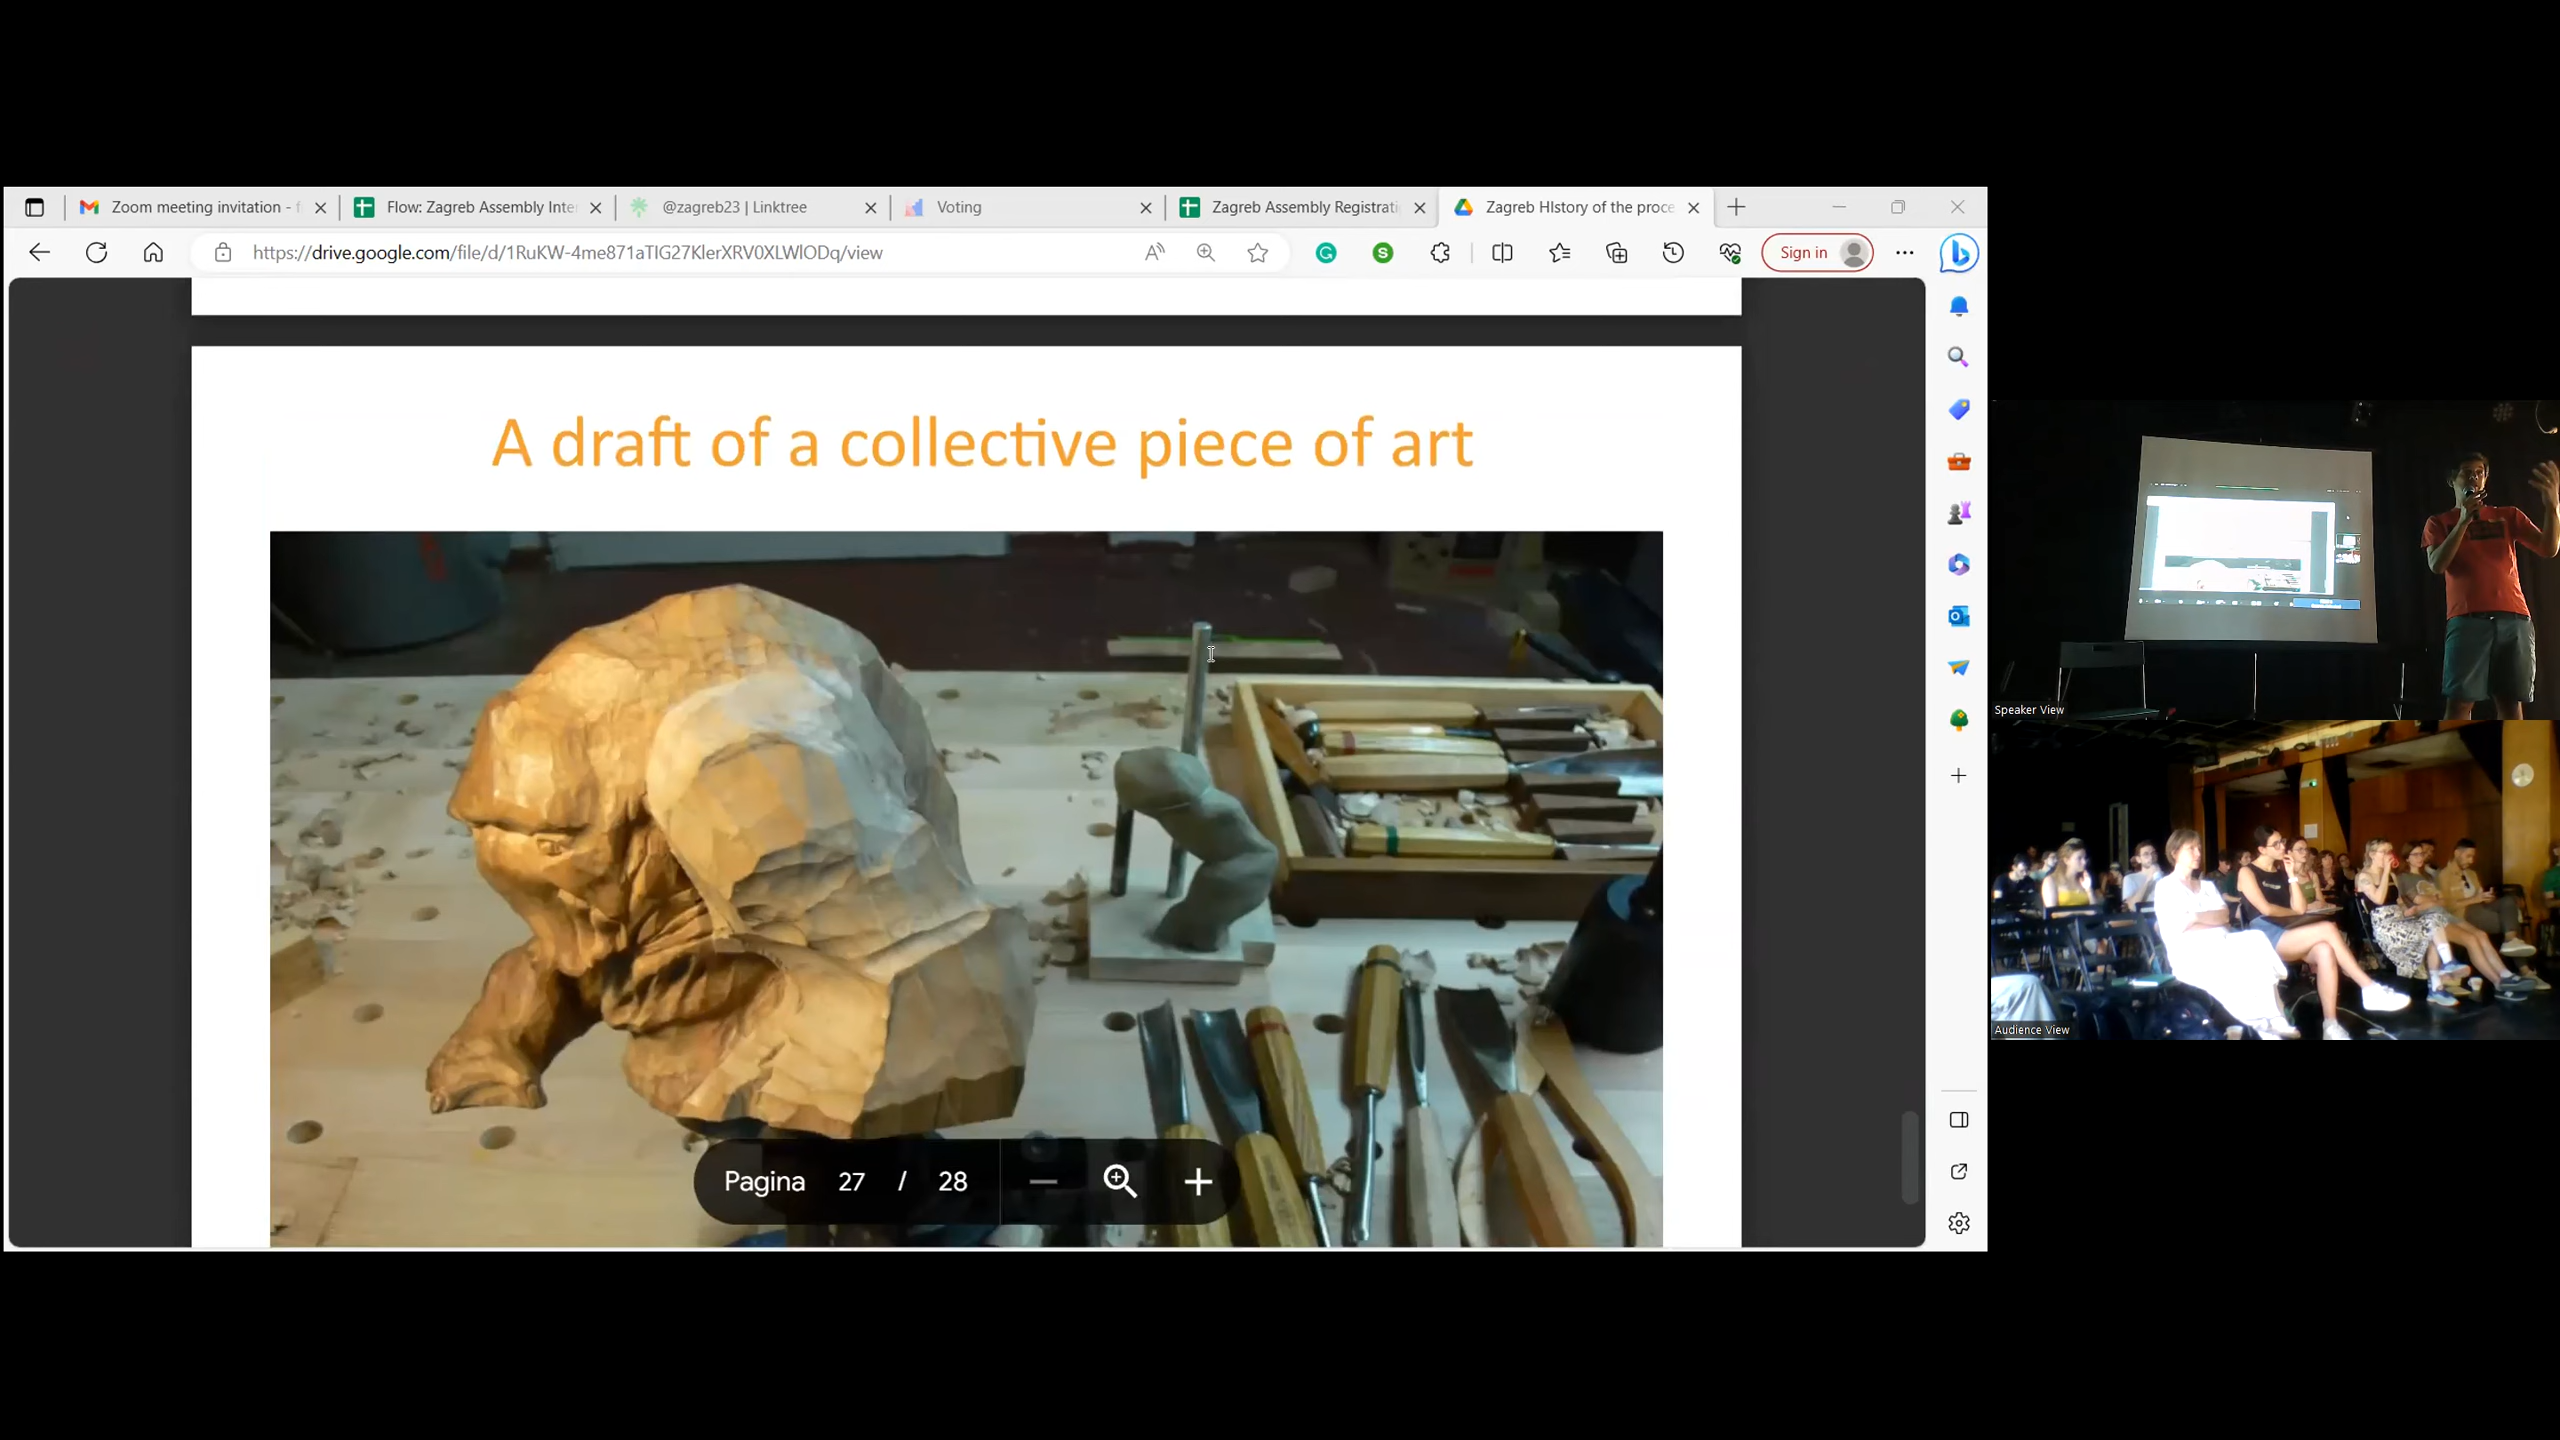 Zoom meeting invitation - f
Flow: Zagreb Assembly Inte
@zagreb23 | Linktree
Voting
Zagreb Assembly Registrati
Zagreb HIstory of the proce
https://drive.google.com/file/d/1RuKW-4me871aTIG27KlerXRV0XLWlODq/view
Sign in
A draft of a collective piece of art
Pagina 27 / 28
Speaker View
Audience View